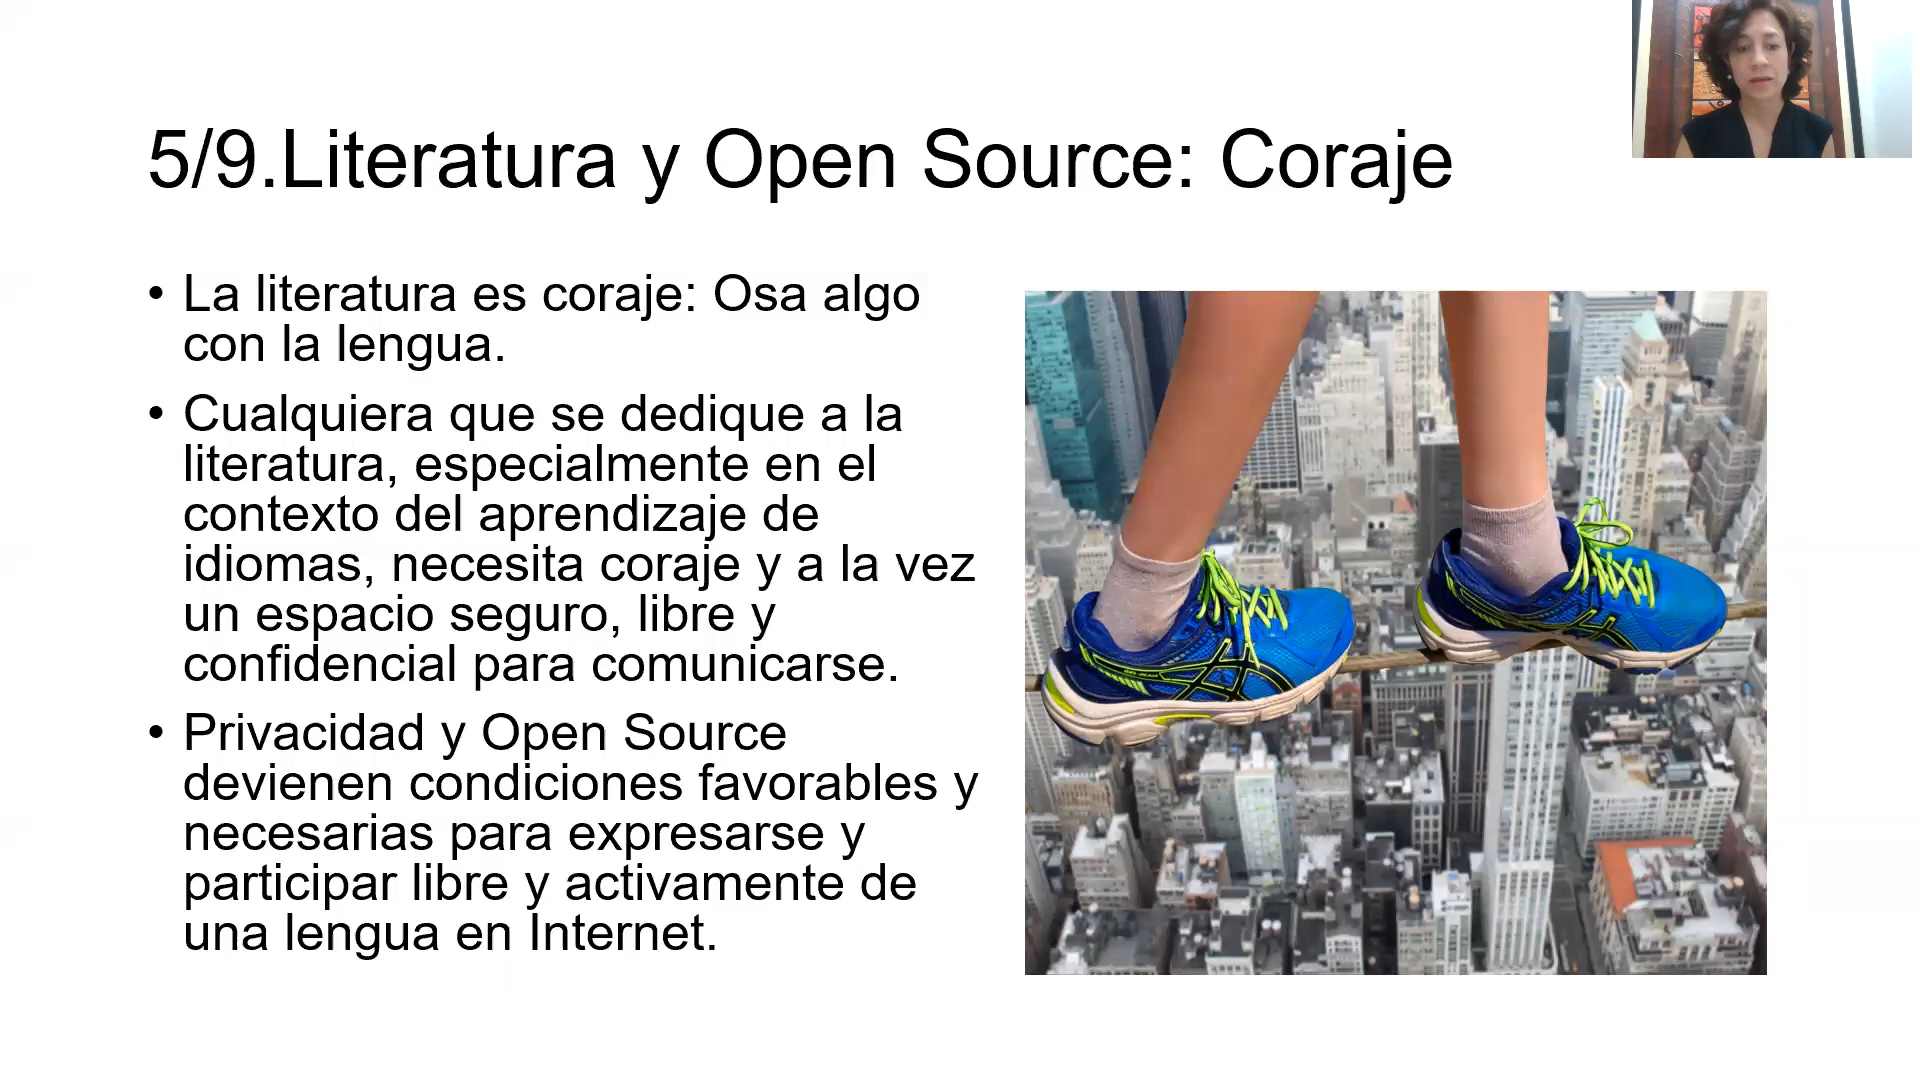 5/9.Literatura y Open Source: Coraje
• La literatura es coraje: Osa algo
con la lengua.
• Cualquiera que se dedique a la
literatura, especialmente en el
contexto del aprendizaje de
idiomas, necesita coraje y a la vez
un espacio seguro, libre y
confidencial para comunicarse.
• Privacidad y Open Source
devienen condiciones favorables y
necesarias para expresarse y
participar libre y activamente de
una lengua en Internet.